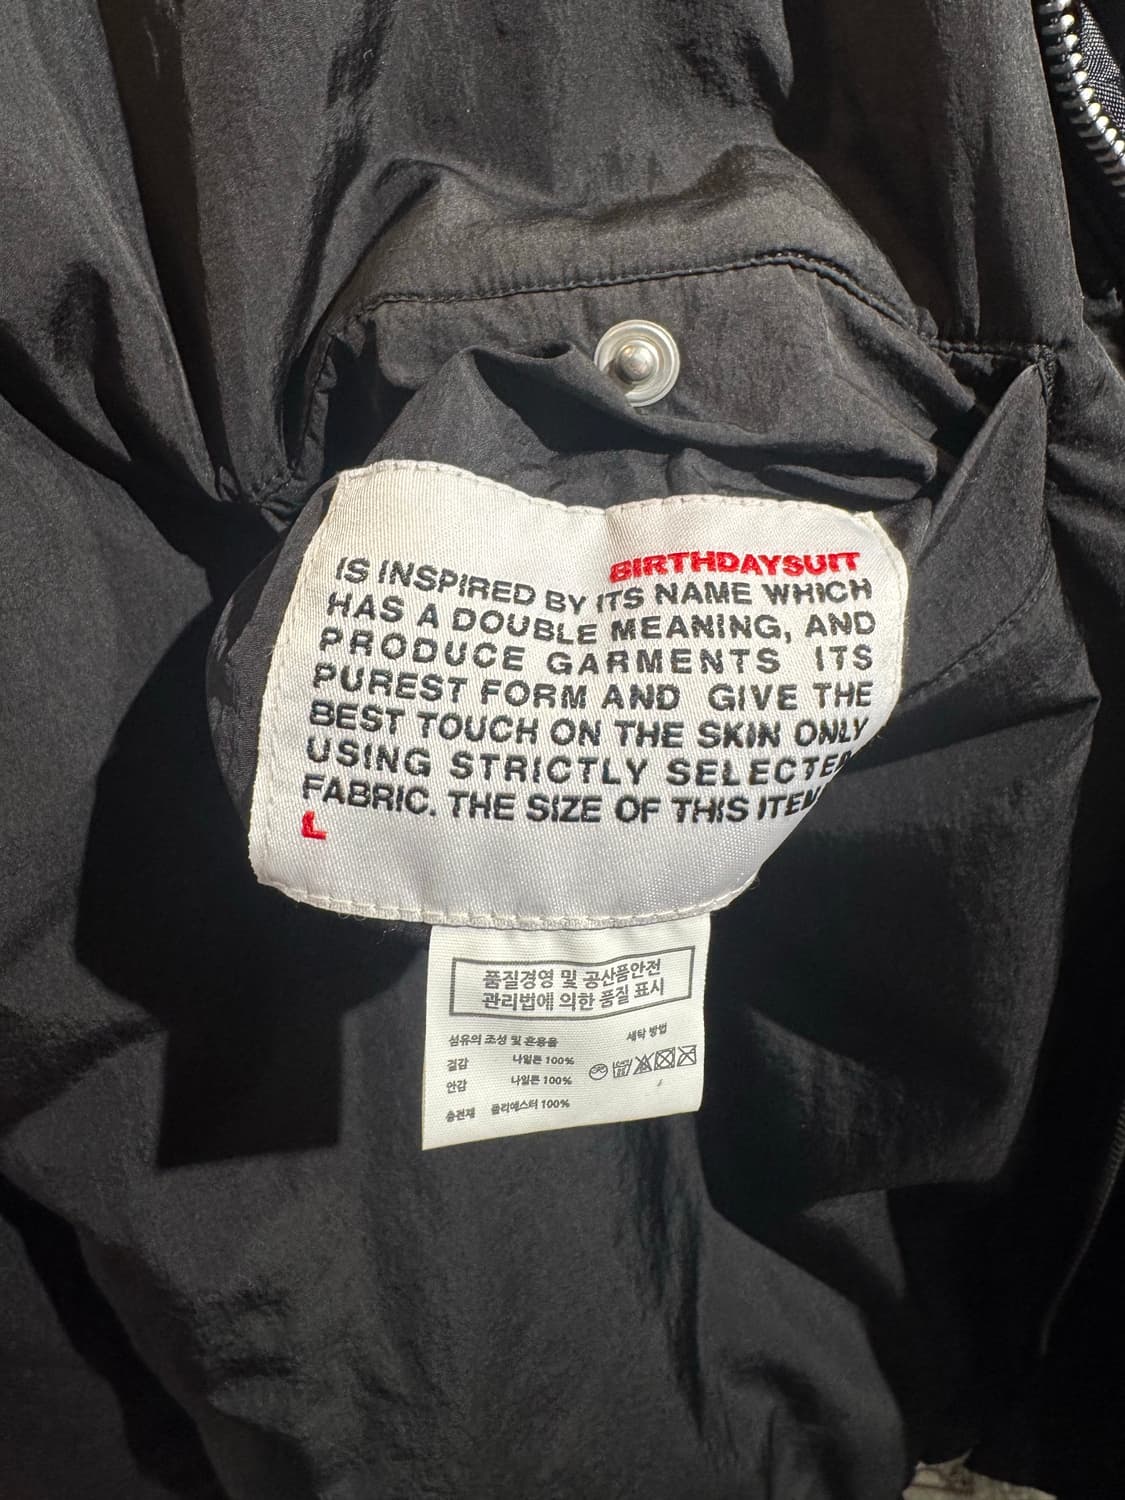 BIRTHDAYSUIT
IS INSPIRED BY ITS NAME WHICH
HAS A DOUBLE MEANING, AND
PRODUCE GARMENTS ITS
PUREST FORM AND GIVE THE
BEST TOUCH ON THE SKIN ONLY
USING STRICTLY SELECTED
FABRIC. THE SIZE OF THIS ITEM
L
품질경영 및 공산품안전
관리법에 의한 품질 표시
섬유의 조성 및 혼용율 세탁 방법
겉감 나일론 100%
안감 나일론 100%
충전재 폴리에스터 100%